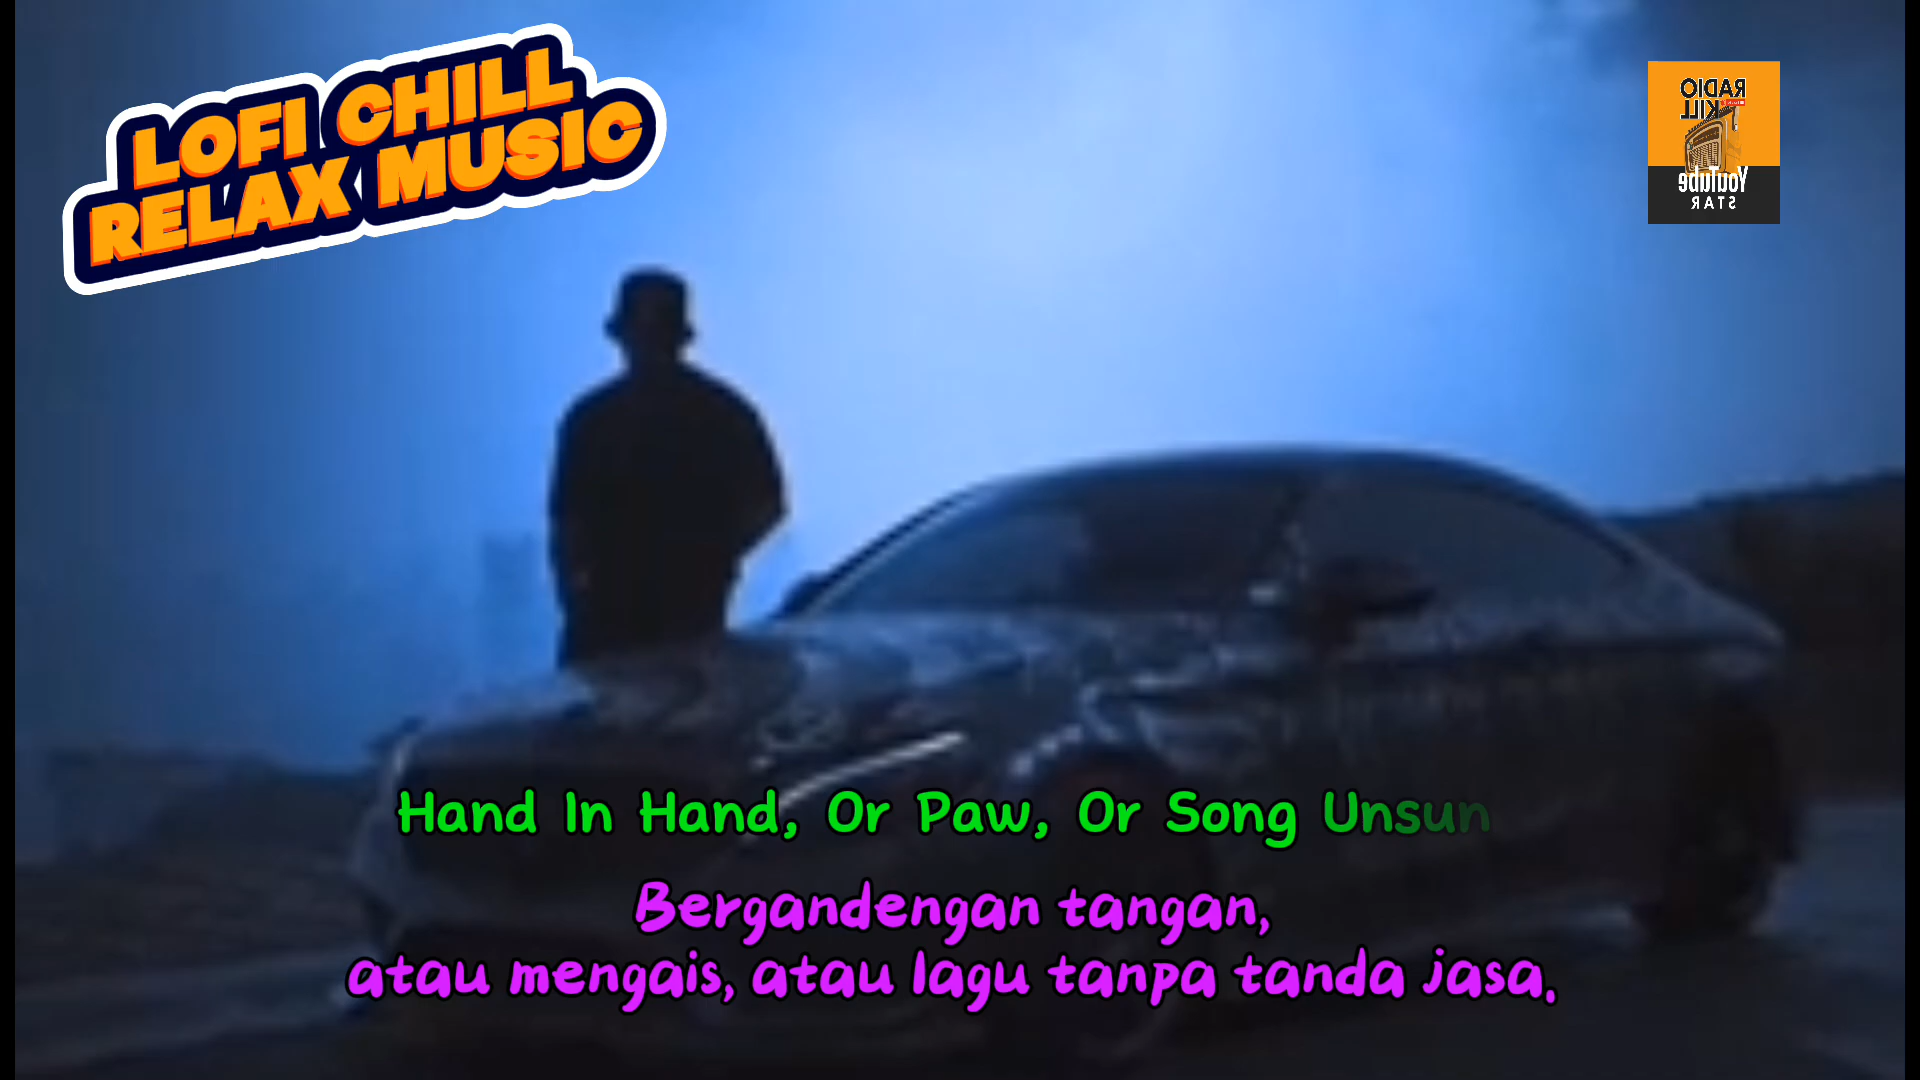 LOFI CHILL
RELAX MUSIC
RADIO
KILL
YouTube
STAR
Hand In Hand, Or Paw, Or Song Unsun
Bergandengan tangan,
atau mengais, atau lagu tanpa tanda jasa.